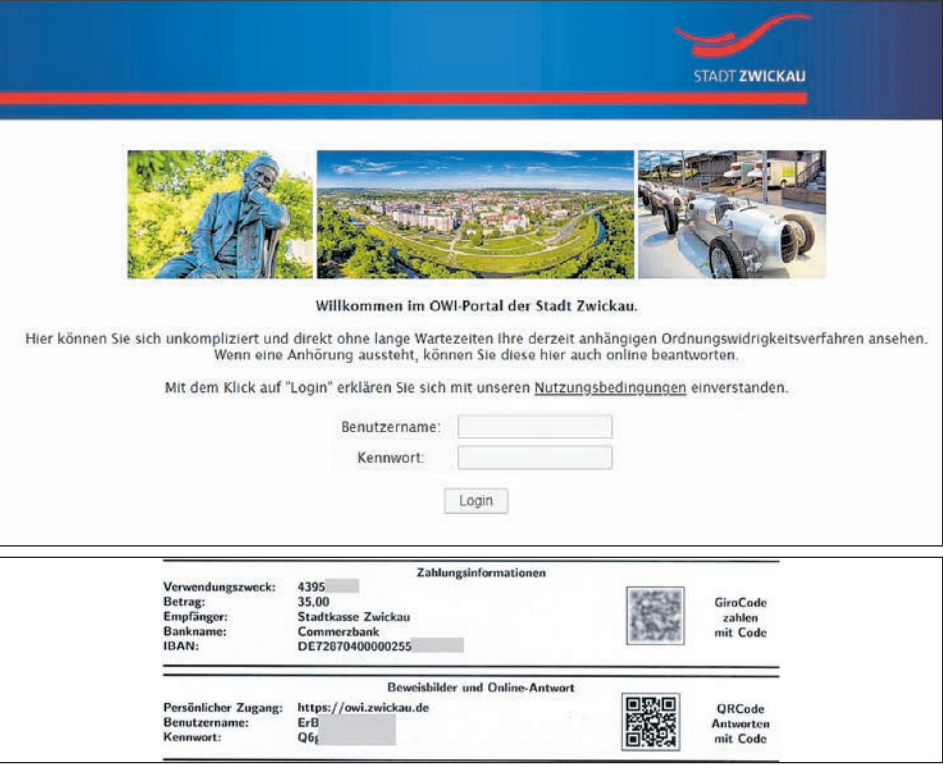 STADT ZWICKAU
Willkommen im OWI-Portal der Stadt Zwickau.
Hier können Sie sich unkompliziert und direkt ohne lange Wartezeiten Ihre derzeit anhängigen Ordnungswidrigkeitsverfahren ansehen.
Wenn eine Anhörung aussteht, können Sie diese hier auch online beantworten.
Mit dem Klick auf "Login" erklären Sie sich mit unseren Nutzungsbedingungen einverstanden.
Benutzername:
Kennwort:
Login
Zahlungsinformationen
Verwendungszweck: 4395
Betrag: 35,00
Empfänger: Stadtkasse Zwickau
Bankname: Commerzbank
IBAN: DE72870400000255
GiroCode
zahlen
mit Code
Beweisbilder und Online-Antwort
Persönlicher Zugang: https://owi.zwickau.de
Benutzername: ErB
Kennwort: Q6g
QRCode
Antworten
mit Code